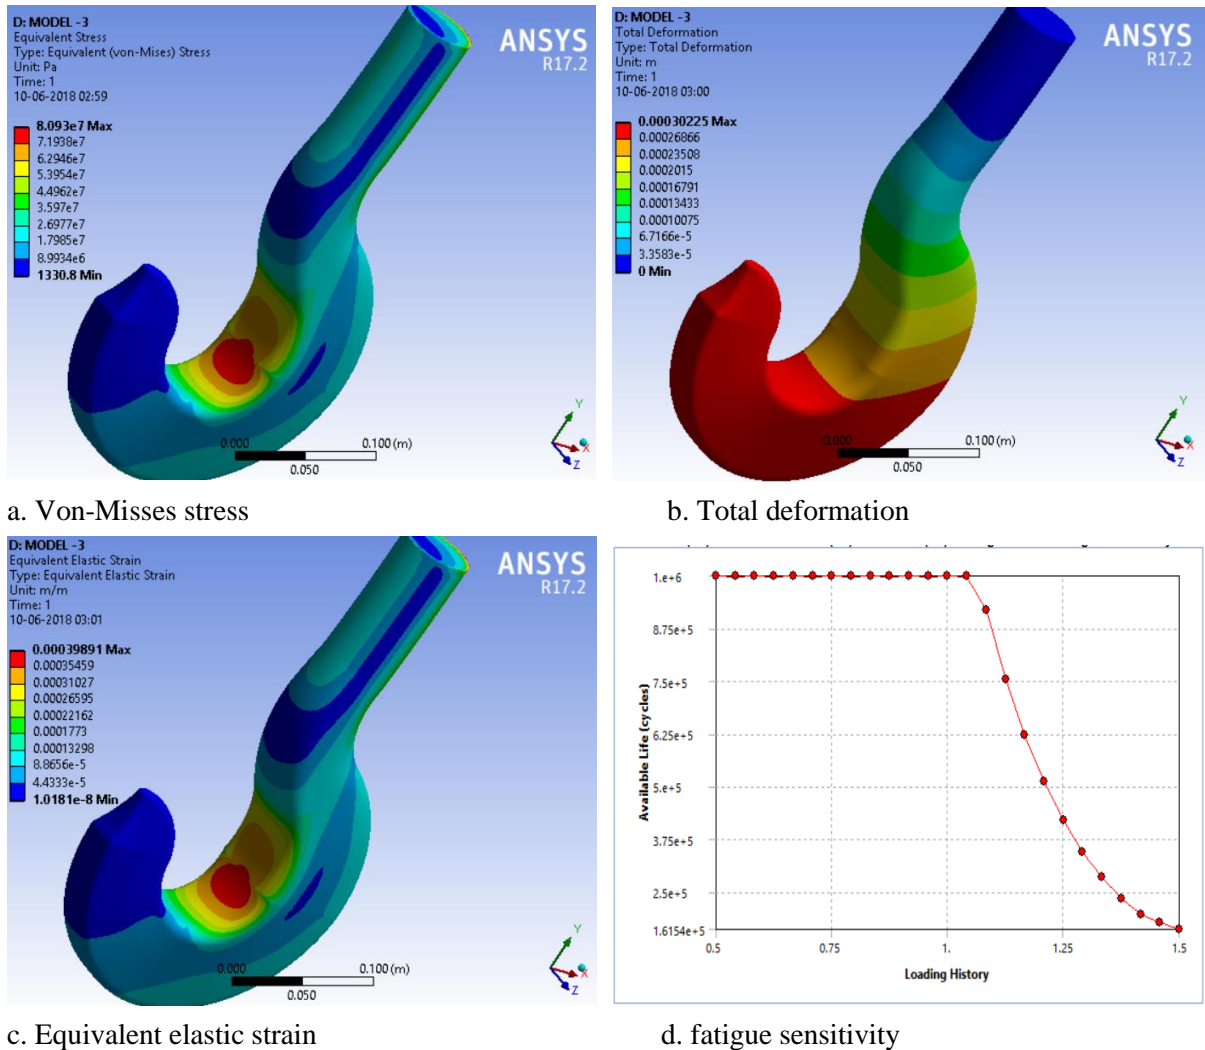 D: MODEL -3
Equivalent Stress
Type: Equivalent (von-Mises) Stress
Unit: Pa
Time: 1
10-06-2018 02:59
ANSYS
R17.2
8.093e7 Max
7.1938e7
6.2946e7
5.3954e7
4.4962e7
3.597e7
2.6977e7
1.7985e7
8.9934e6
1330.8 Min
0.000
0.100 (m)
0.050
Y
X
Z
a. Von-Misses stress
D: MODEL -3
Total Deformation
Type: Total Deformation
Unit: m
Time: 1
10-06-2018 03:00
ANSYS
R17.2
0.00030225 Max
0.00026866
0.00023508
0.0002015
0.00016791
0.00013433
0.00010075
6.7166e-5
3.3583e-5
0 Min
0.000
0.100 (m)
0.050
Y
X
Z
b. Total deformation
D: MODEL -3
Equivalent Elastic Strain
Type: Equivalent Elastic Strain
Unit: m/m
Time: 1
10-06-2018 03:01
ANSYS
R17.2
0.00039891 Max
0.00035459
0.00031027
0.00026595
0.00022162
0.0001773
0.00013298
8.8656e-5
4.4333e-5
1.0181e-8 Min
0.000
0.100 (m)
0.050
Y
X
Z
c. Equivalent elastic strain
1.e+6
8.75e+5
7.5e+5
6.25e+5
5.e+5
3.75e+5
2.5e+5
1.6154e+5
Available Life (cycles)
0.5
0.75
1.
1.25
1.5
Loading History
d. fatigue sensitivity